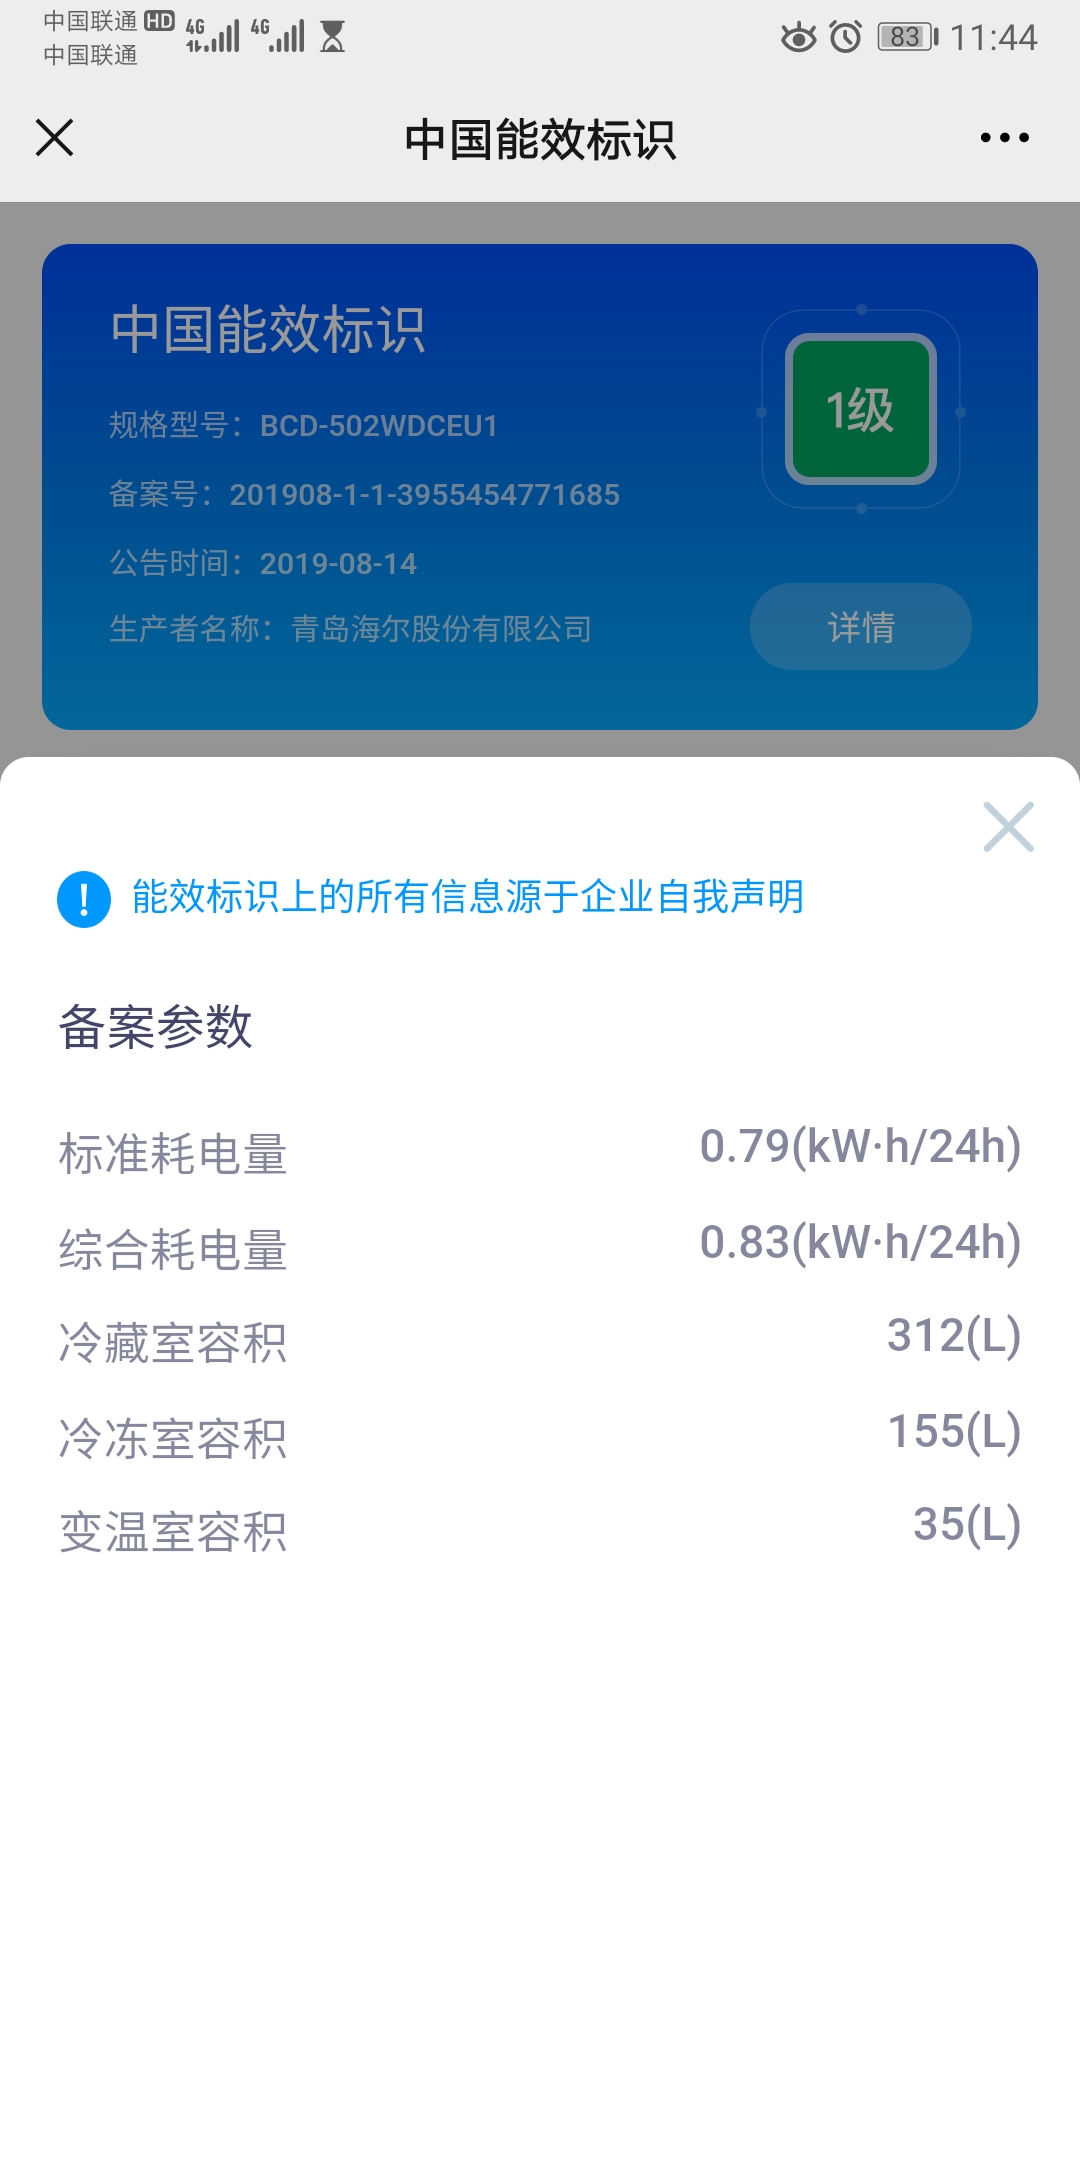 中国联通 HD 4G 4G 83 11:44
中国联通
中国能效标识
中国能效标识
规格型号：BCD-502WDCEU1
1级
备案号：201908-1-1-3955454771685
公告时间：2019-08-14
生产者名称：青岛海尔股份有限公司
详情
能效标识上的所有信息源于企业自我声明
备案参数
标准耗电量 0.79(kW·h/24h)
综合耗电量 0.83(kW·h/24h)
冷藏室容积 312(L)
冷冻室容积 155(L)
变温室容积 35(L)